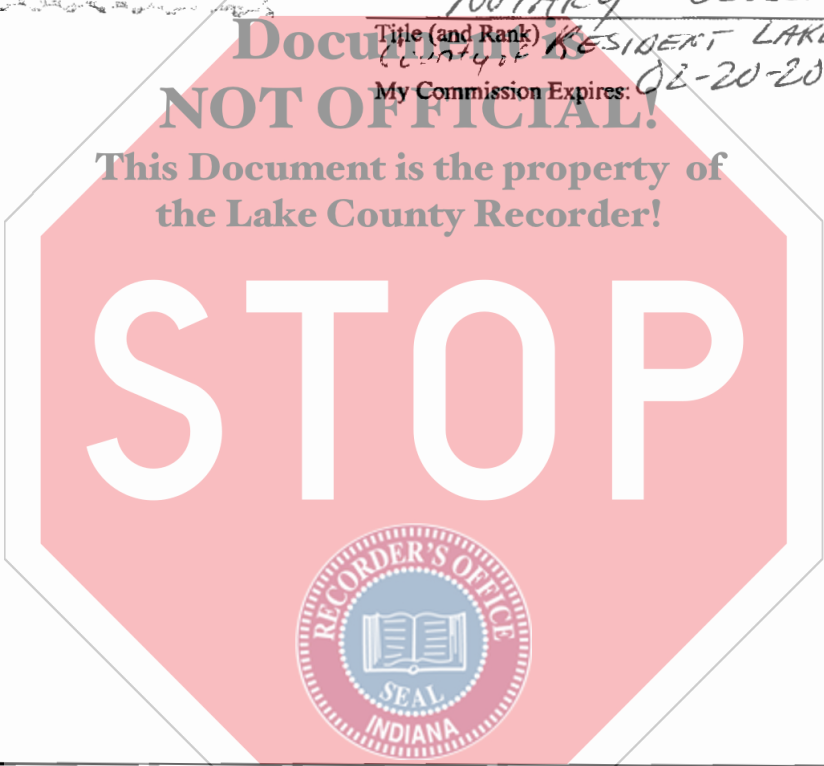 NOTARY
Document is
Title (and Rank) RESIDENT LAKE
County of
My Commission Expires: 02-20-20
NOT OFFICIAL!
This Document is the property of
the Lake County Recorder!
STOP
RECORDER'S OFFICE
SEAL
INDIANA